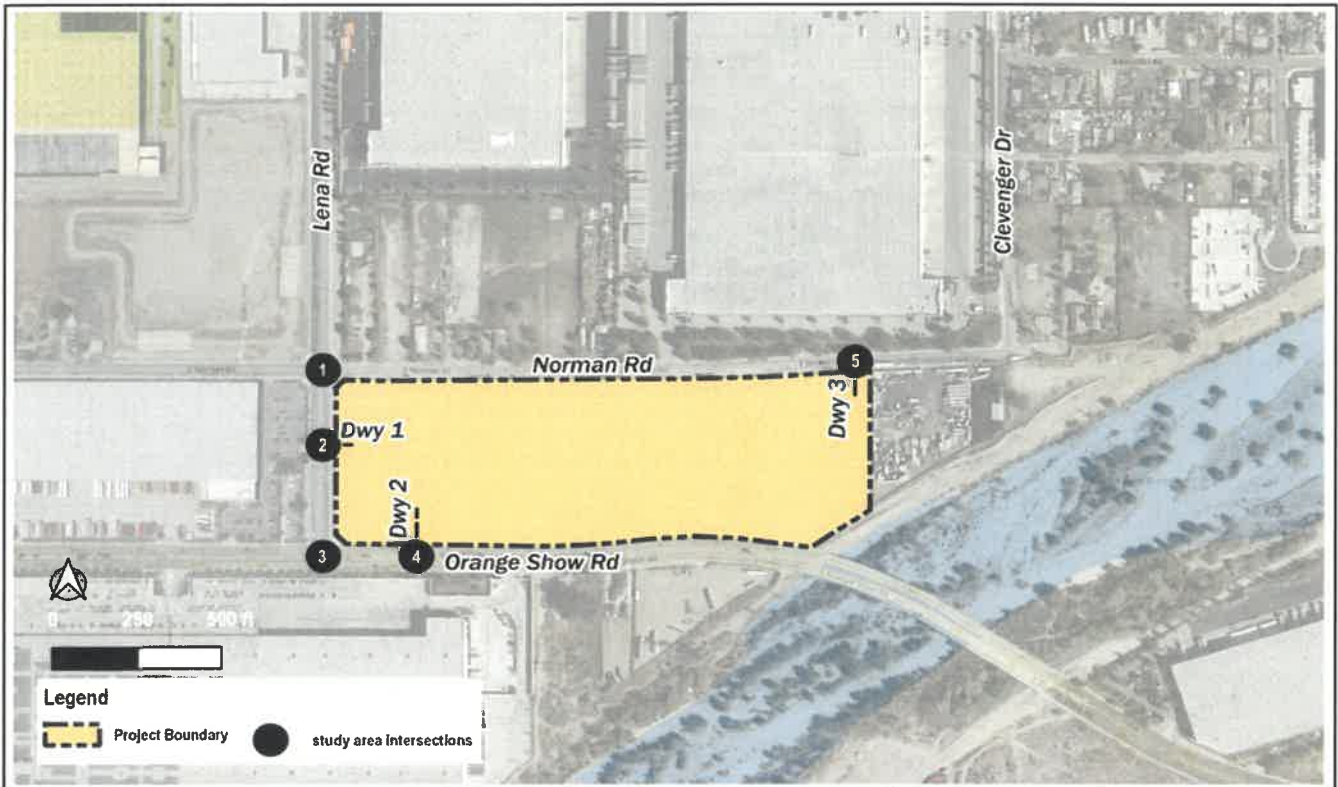 Lena Rd
Clevenger Dr
1
Norman Rd
5
2
Dwy 1
Dwy 3
Dwy 2
3
4
Orange Show Rd
0 250 500 ft
Legend
Project Boundary
study area intersections